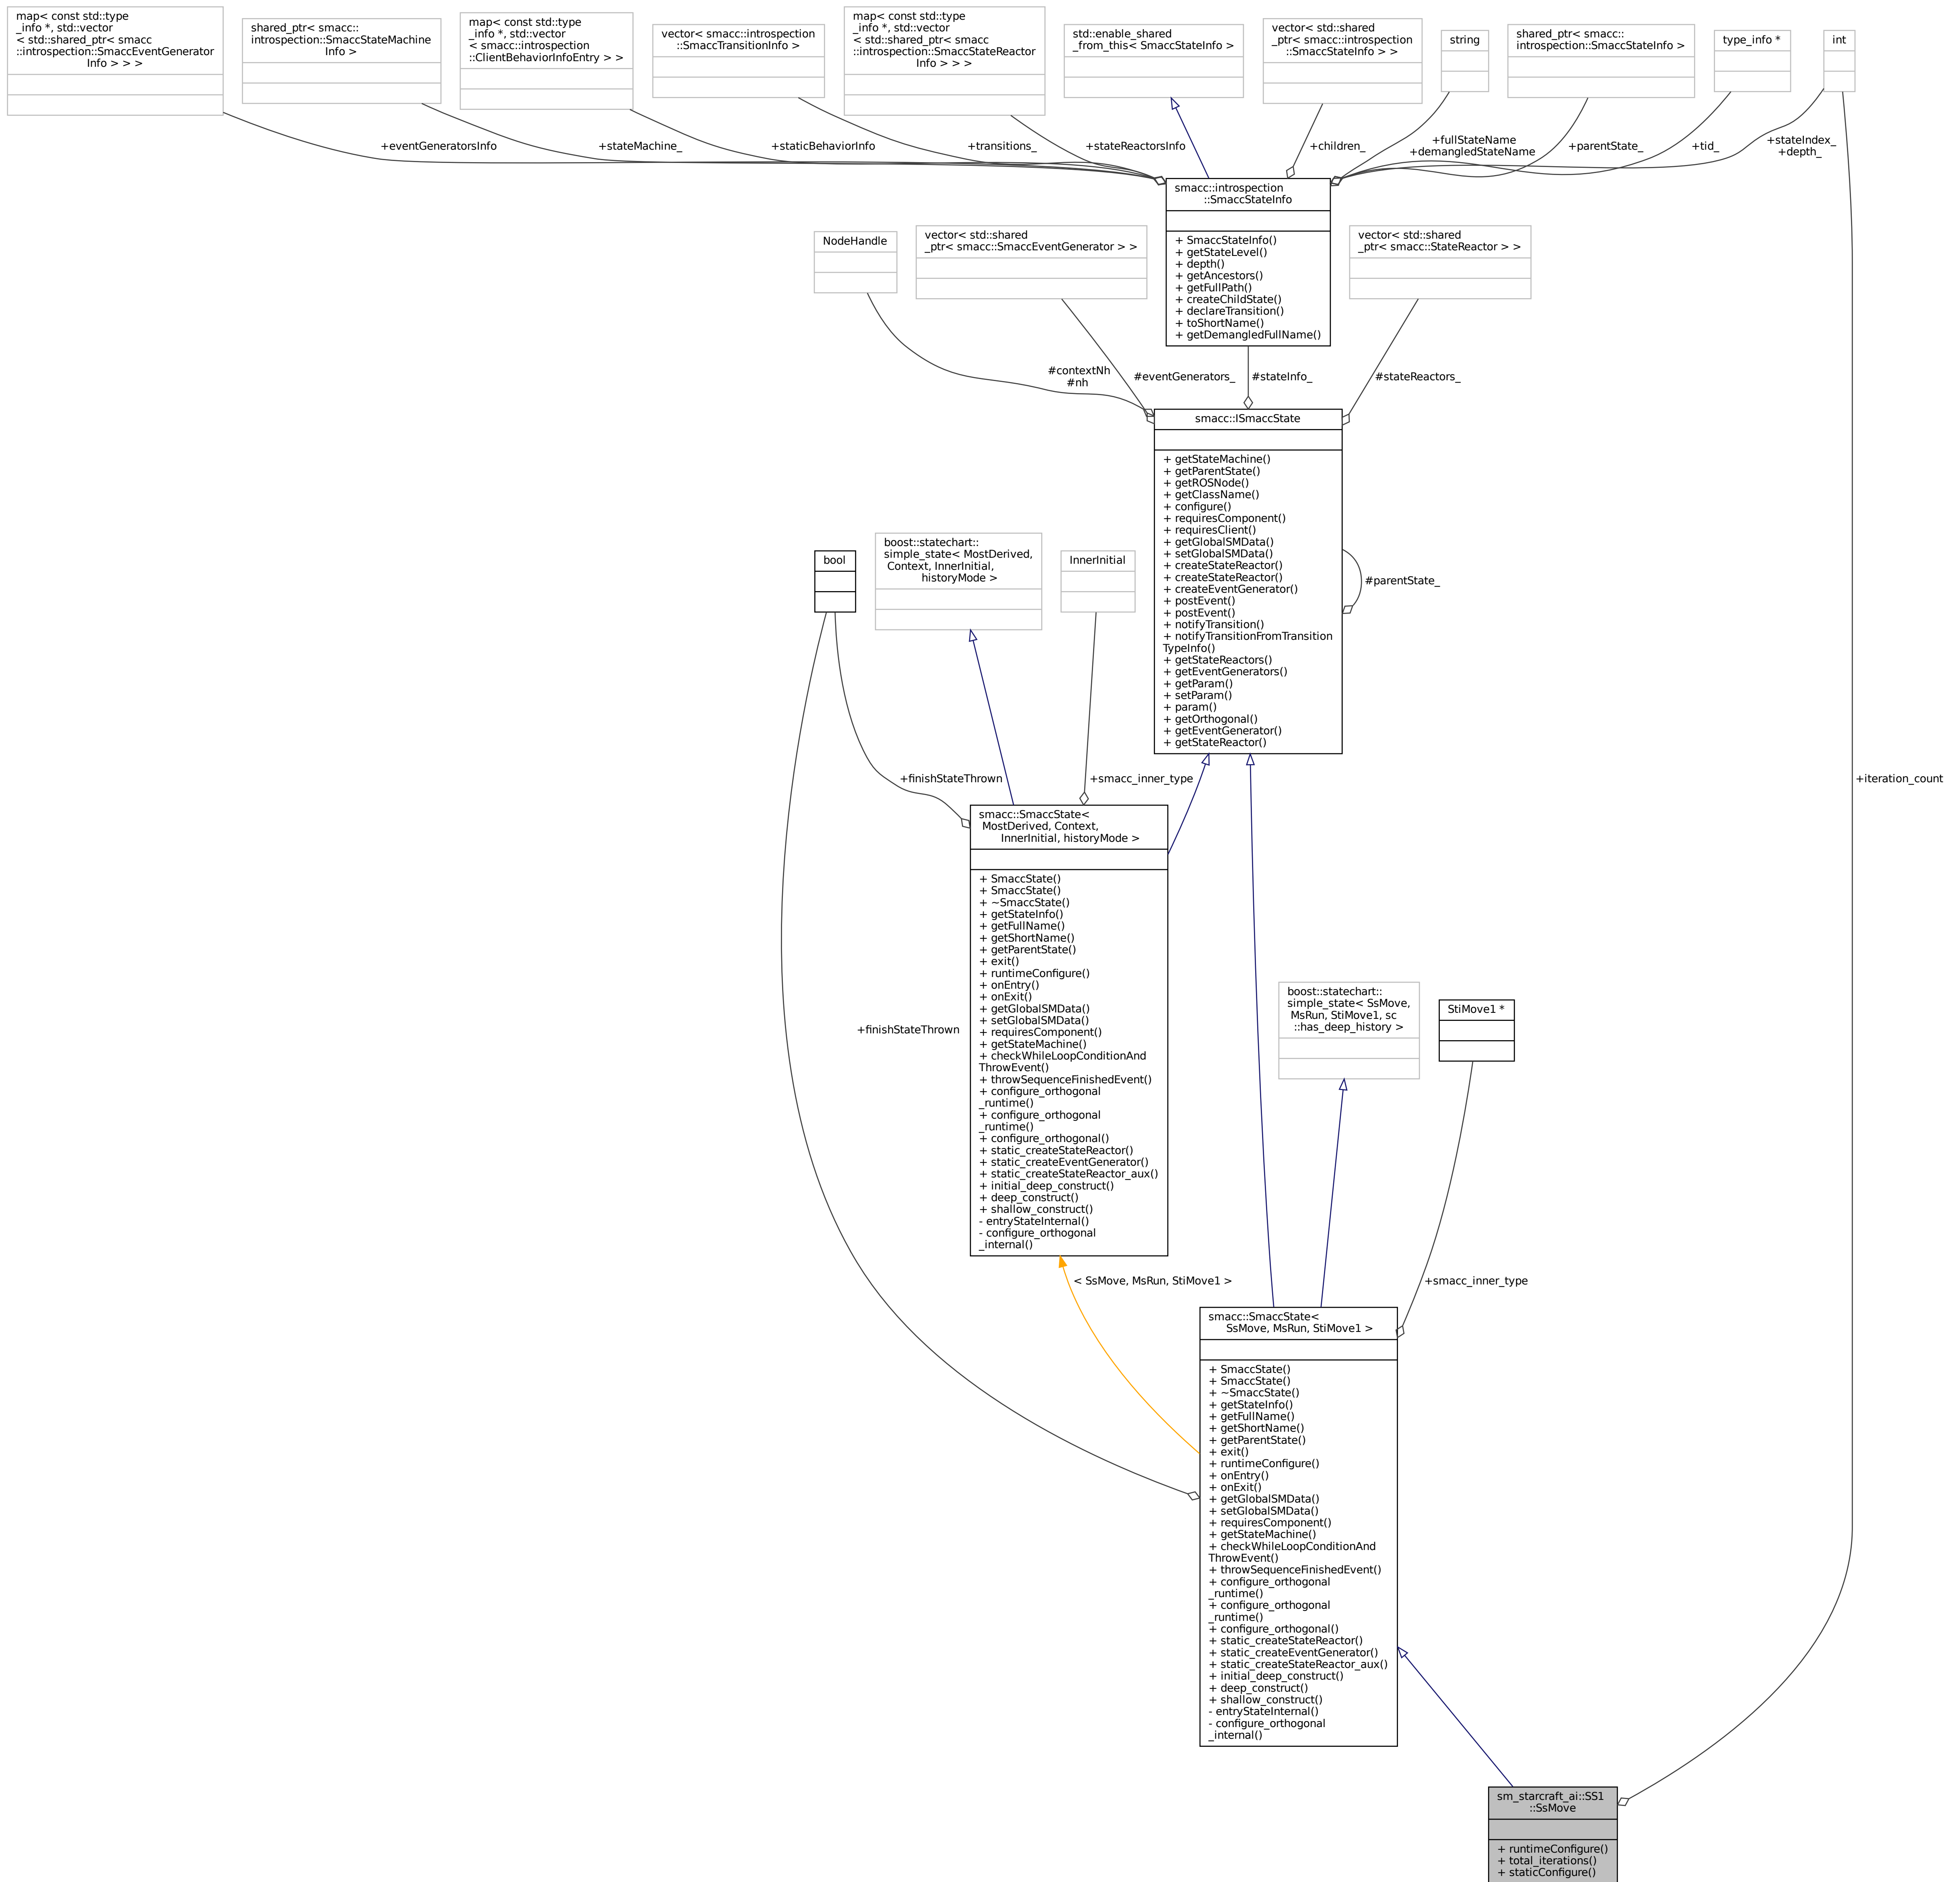 map< const std::type
_info *, std::vector
< std::shared_ptr< smacc
::introspection::SmaccEventGenerator
Info > > >
shared_ptr< smacc::
introspection::SmaccStateMachine
Info >
map< const std::type
_info *, std::vector
< smacc::introspection
::ClientBehaviorInfoEntry > >
vector< smacc::introspection
::SmaccTransitionInfo >
map< const std::type
_info *, std::vector
< std::shared_ptr< smacc
::introspection::SmaccStateReactor
Info > > >
std::enable_shared
_from_this< SmaccStateInfo >
vector< std::shared
_ptr< smacc::introspection
::SmaccStateInfo > >
string
shared_ptr< smacc::
introspection::SmaccStateInfo >
type_info *
int
+eventGeneratorsInfo
+stateMachine_
+staticBehaviorInfo
+transitions_
+stateReactorsInfo
+children_
+fullStateName
+demangledStateName
+parentState_
+tid_
+stateIndex_
+depth_
smacc::introspection
::SmaccStateInfo
+ SmaccStateInfo()
+ getStateLevel()
+ depth()
+ getAncestors()
+ getFullPath()
+ createChildState()
+ declareTransition()
+ toShortName()
+ getDemangledFullName()
NodeHandle
vector< std::shared
_ptr< smacc::SmaccEventGenerator > >
vector< std::shared
_ptr< smacc::StateReactor > >
#contextNh
#nh
#eventGenerators_
#stateInfo_
#stateReactors_
smacc::ISmaccState
+ getStateMachine()
+ getParentState()
+ getROSNode()
+ getClassName()
+ configure()
+ requiresComponent()
+ requiresClient()
+ getGlobalSMData()
+ setGlobalSMData()
+ createStateReactor()
+ createStateReactor()
+ createEventGenerator()
+ postEvent()
+ postEvent()
+ notifyTransition()
+ notifyTransitionFromTransition
TypeInfo()
+ getStateReactors()
+ getEventGenerators()
+ getParam()
+ setParam()
+ param()
+ getOrthogonal()
+ getEventGenerator()
+ getStateReactor()
#parentState_
bool
boost::statechart::
simple_state< MostDerived,
Context, InnerInitial,
historyMode >
InnerInitial
+finishStateThrown
+smacc_inner_type
+iteration_count
smacc::SmaccState<
MostDerived, Context,
InnerInitial, historyMode >
+ SmaccState()
+ SmaccState()
+ ~SmaccState()
+ getStateInfo()
+ getFullName()
+ getShortName()
+ getParentState()
+ exit()
+ runtimeConfigure()
+ onEntry()
+ onExit()
+ getGlobalSMData()
+ setGlobalSMData()
+ requiresComponent()
+ getStateMachine()
+ checkWhileLoopConditionAnd
ThrowEvent()
+ throwSequenceFinishedEvent()
+ configure_orthogonal
_runtime()
+ configure_orthogonal
_runtime()
+ configure_orthogonal()
+ static_createStateReactor()
+ static_createEventGenerator()
+ static_createStateReactor_aux()
+ initial_deep_construct()
+ deep_construct()
+ shallow_construct()
- entryStateInternal()
- configure_orthogonal
_internal()
+finishStateThrown
boost::statechart::
simple_state< SsMove,
MsRun, StiMove1, sc
::has_deep_history >
StiMove1 *
< SsMove, MsRun, StiMove1 >
+smacc_inner_type
smacc::SmaccState<
SsMove, MsRun, StiMove1 >
+ SmaccState()
+ SmaccState()
+ ~SmaccState()
+ getStateInfo()
+ getFullName()
+ getShortName()
+ getParentState()
+ exit()
+ runtimeConfigure()
+ onEntry()
+ onExit()
+ getGlobalSMData()
+ setGlobalSMData()
+ requiresComponent()
+ getStateMachine()
+ checkWhileLoopConditionAnd
ThrowEvent()
+ throwSequenceFinishedEvent()
+ configure_orthogonal
_runtime()
+ configure_orthogonal
_runtime()
+ configure_orthogonal()
+ static_createStateReactor()
+ static_createEventGenerator()
+ static_createStateReactor_aux()
+ initial_deep_construct()
+ deep_construct()
+ shallow_construct()
- entryStateInternal()
- configure_orthogonal
_internal()
sm_starcraft_ai::SS1
::SsMove
+ runtimeConfigure()
+ total_iterations()
+ staticConfigure()